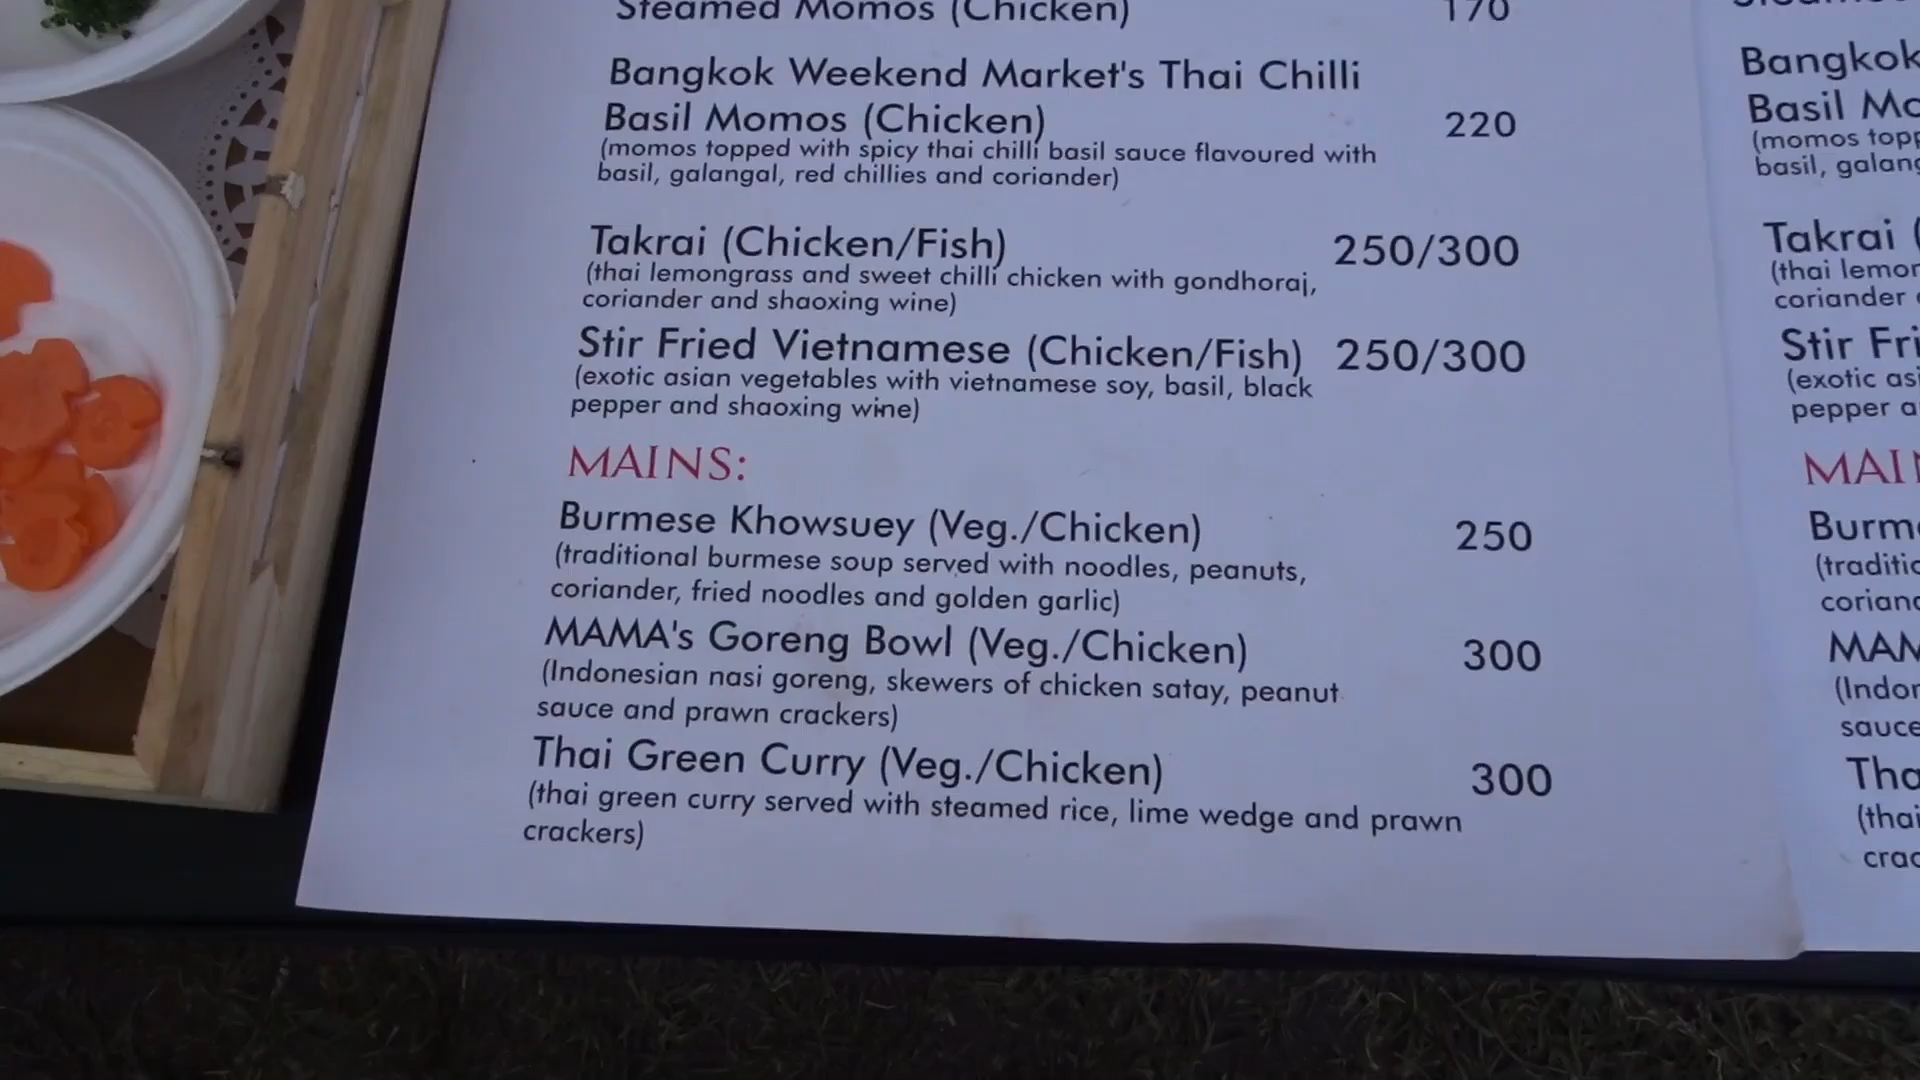 Steamed Momos (Chicken) 170
Bangkok Weekend Market's Thai Chilli
Basil Momos (Chicken) 220
(momos topped with spicy thai chilli basil sauce flavoured with
basil, galangal, red chillies and coriander)
Takrai (Chicken/Fish) 250/300
(thai lemongrass and sweet chilli chicken with gondhoraj,
coriander and shaoxing wine)
Stir Fried Vietnamese (Chicken/Fish) 250/300
(exotic asian vegetables with vietnamese soy, basil, black
pepper and shaoxing wine)
MAINS:
Burmese Khowsuey (Veg./Chicken) 250
(traditional burmese soup served with noodles, peanuts,
coriander, fried noodles and golden garlic)
MAMA's Goreng Bowl (Veg./Chicken) 300
(Indonesian nasi goreng, skewers of chicken satay, peanut
sauce and prawn crackers)
Thai Green Curry (Veg./Chicken) 300
(thai green curry served with steamed rice, lime wedge and prawn
crackers)
Bangkok
Basil
(momos
basil,
Takrai
(thai
coriander
Stir
(exotic
pepper
sauce
(thai